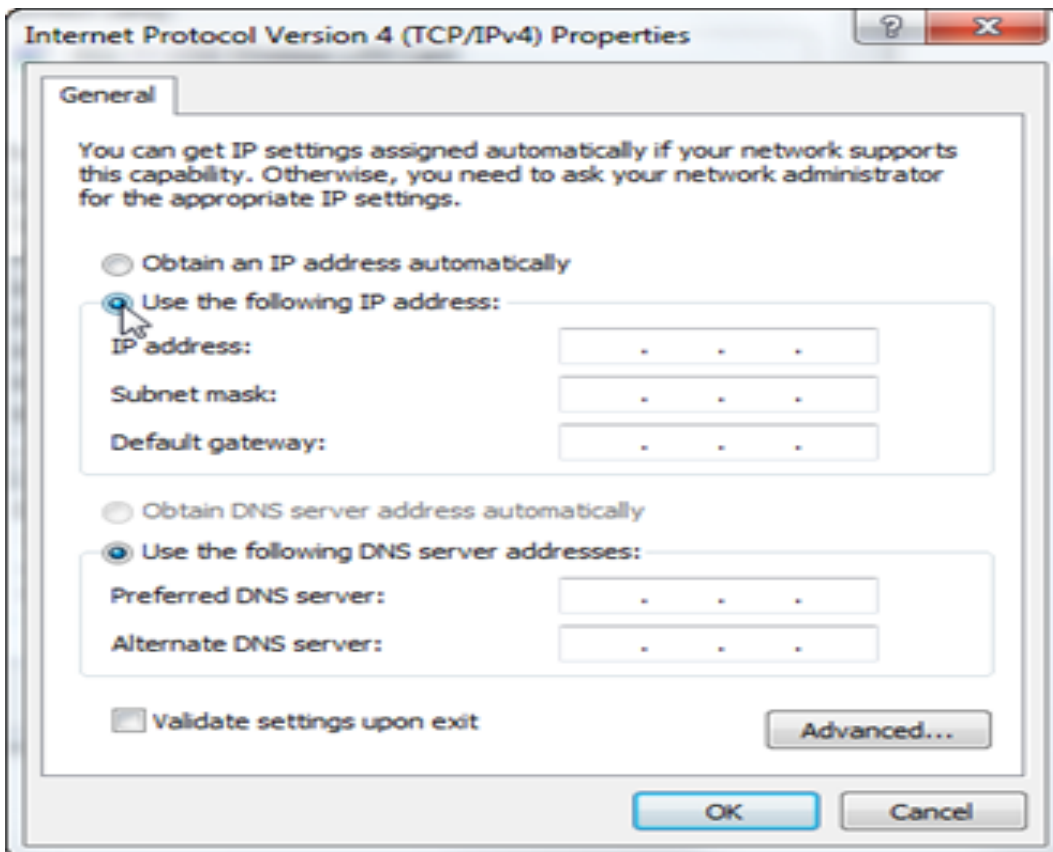 Internet Protocol Version 4 (TCP/IPv4) Properties
General
You can get IP settings assigned automatically if your network supports
this capability. Otherwise, you need to ask your network administrator
for the appropriate IP settings.
Obtain an IP address automatically
Use the following IP address:
IP address:
Subnet mask:
Default gateway:
Obtain DNS server address automatically
Use the following DNS server addresses:
Preferred DNS server:
Alternate DNS server:
Validate settings upon exit
Advanced...
OK
Cancel